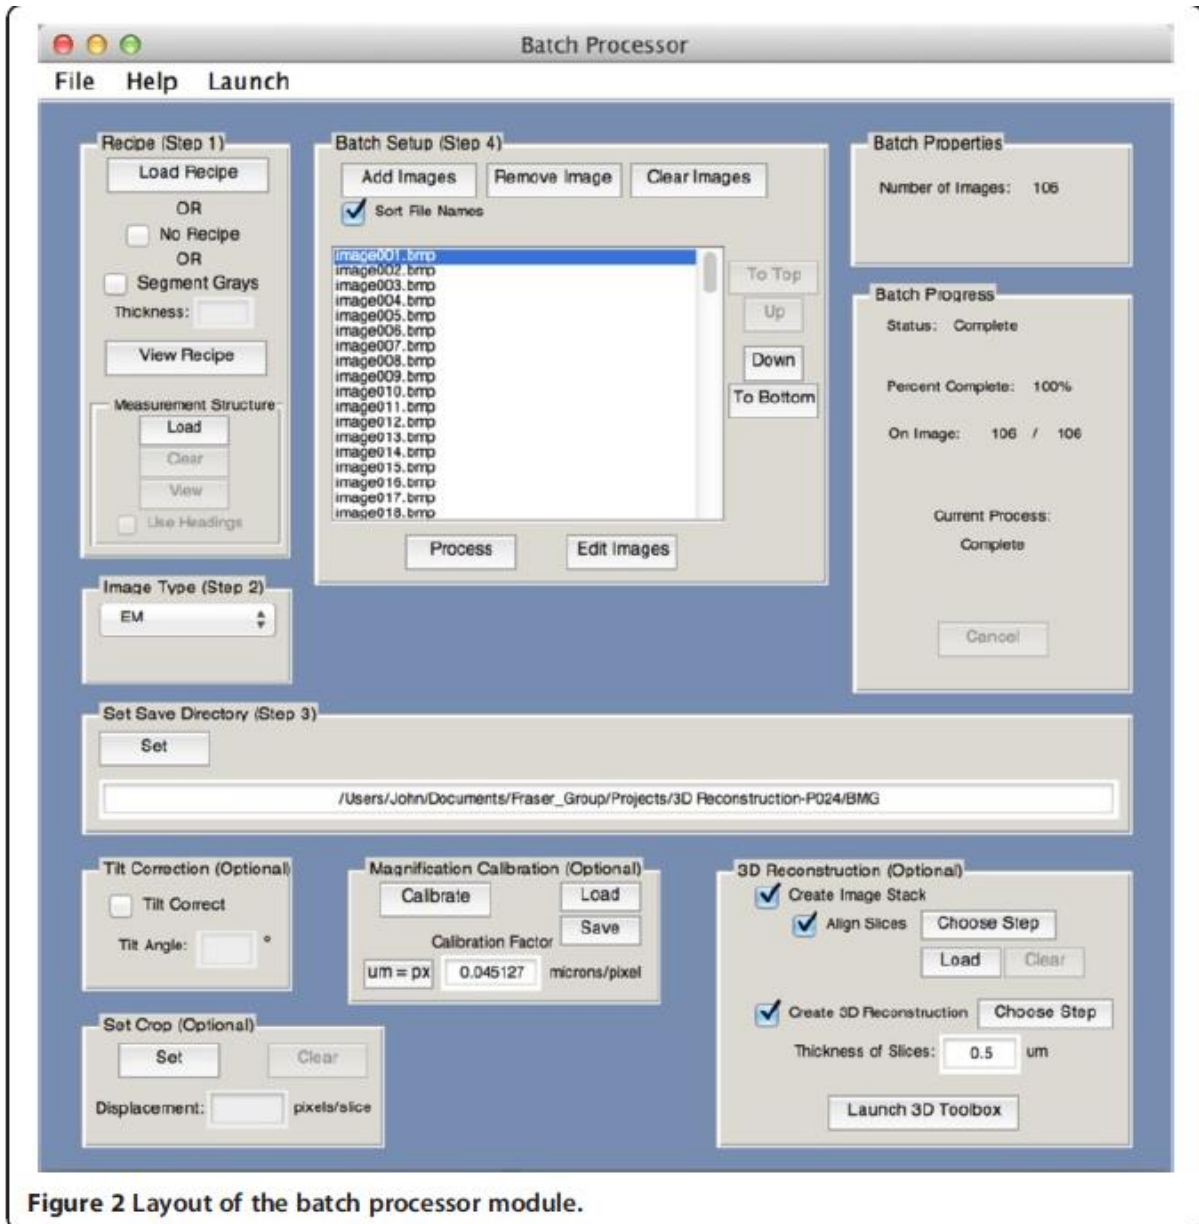 Batch Processor
File Help Launch
Recipe (Step 1)
Load Recipe
OR
No Recipe
OR
Segment Grays
Thickness:
View Recipe
Measurement Structure
Load
Clear
View
Use Headings
Batch Setup (Step 4)
Add Images Remove Image Clear Images
Sort File Names
image001.bmp
image002.bmp
image003.bmp
image004.bmp
image005.bmp
image006.bmp
image007.bmp
image008.bmp
image009.bmp
image010.bmp
image011.bmp
image012.bmp
image013.bmp
image014.bmp
image015.bmp
image016.bmp
image017.bmp
image018.bmp
To Top
Up
Down
To Bottom
Process Edit Images
Batch Properties
Number of Images: 106
Batch Progress
Status: Complete
Percent Complete: 100%
On Image: 106 / 106
Current Process:
Complete
Cancel
Image Type (Step 2)
EM
Set Save Directory (Step 3)
Set
/Users/John/Documents/Fraser_Group/Projects/3D Reconstruction-P024/BMG
Tilt Correction (Optional)
Tilt Correct
Tilt Angle: °
Magnification Calibration (Optional)
Calibrate Load
Save
Calibration Factor
um = px 0.045127 microns/pixel
3D Reconstruction (Optional)
Create Image Stack
Align Slices Choose Step
Load Clear
Create 3D Reconstruction Choose Step
Thickness of Slices: 0.5 um
Launch 3D Toolbox
Set Crop (Optional)
Set Clear
Displacement: pixels/slice
Figure 2 Layout of the batch processor module.